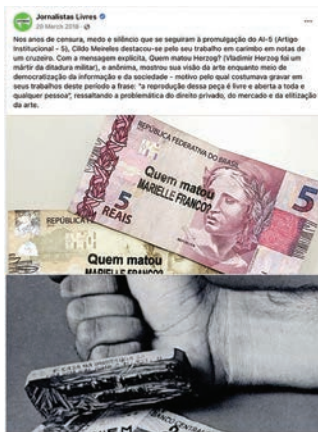 Jornalistas Livres
29 March 2018
Nos anos de censura, medo e silêncio que se seguiram à promulgação do AI-5 (Artigo
Institucional – 5), Cildo Meireles destacou-se pelo seu trabalho em carimbo em notas de
um cruzeiro. Com a mensagem explícita, Quem matou Herzog? (Vladimir Herzog foi um
mártir da ditadura militar), e anônima, mostrou sua visão da arte enquanto meio de
democratização da informação e da sociedade - motivo pelo qual costumava gravar em
seus trabalhos deste período a frase: "a reprodução dessa peça é livre e aberta a toda e
qualquer pessoa", ressaltando a problemática do direito privado, do mercado e da elitização
da arte.
REPÚBLICA FEDERATIVA DO BRASIL
Quem matou
MARIELLE FRANCO?
5
REAIS
5
REPÚBLICA
Quem matou
MARIELLE FRANCO?
BANCO CENTRAL